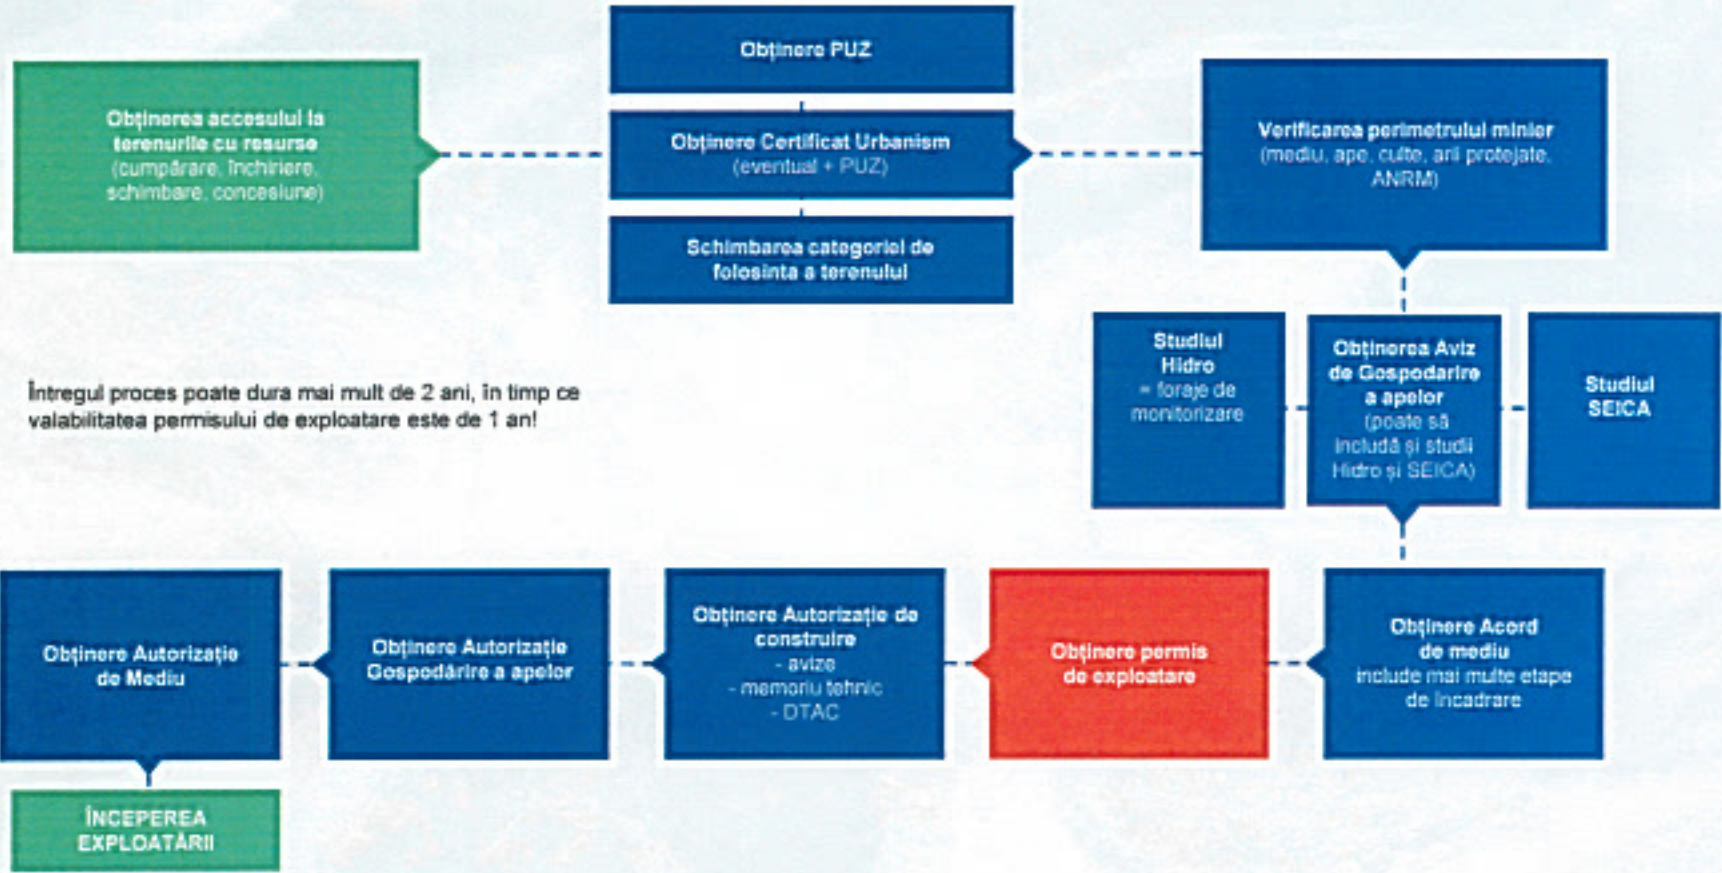 Obținerea accesului la
terenurile cu resurse
(cumpărare, închiriere,
schimbare, concesiune)
Obținere PUZ
Obținere Certificat Urbanism
(eventual + PUZ)
Schimbarea categoriei de
folosinta a terenului
Verificarea perimetrului minier
(mediu, ape, culte, arii protejate,
ANRM)
Studiul
Hidro
= foraje de
monitorizare
Obținerea Aviz
de Gospodarire
a apelor
(poate să
includă și studii
Hidro și SEICA)
Studiul
SEICA
Întregul proces poate dura mai mult de 2 ani, în timp ce
valabilitatea permisului de exploatare este de 1 an!
Obținere Acord
de mediu
include mai multe etape
de incadrare
Obținere permis
de exploatare
Obținere Autorizație de
construire
- avize
- memoriu tehnic
- DTAC
Obținere Autorizație
Gospodărire a apelor
Obținere Autorizație
de Mediu
ÎNCEPEREA
EXPLOATĂRII